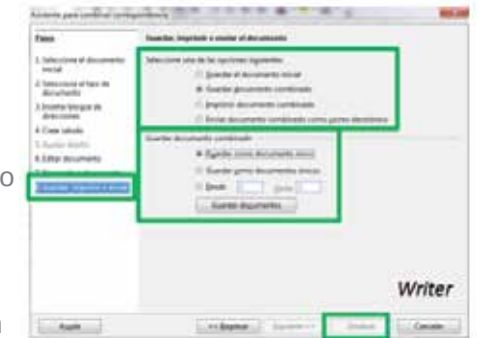 Asistente para combinar correspondencia
Pasos
1. Seleccione el documento
inicial
2. Seleccione el tipo de
documento
3. Insertar bloque de
direcciones
4. Crear saludo
5. Ajustar diseño
6. Editar documento
8. Guardar, imprimir o enviar
Guardar, imprimir o enviar el documento
Seleccione una de las opciones siguientes:
Guardar el documento inicial
Guardar documento combinado
Imprimir documento combinado
Enviar documento combinado como correo electrónico
Guardar documento combinado
Guardar como documento único
Guardar como documentos únicos
Desde
Guardar documentos
o
Writer
n
Ayuda
<< Regresar
Siguiente >>
Finalizar
Cancelar